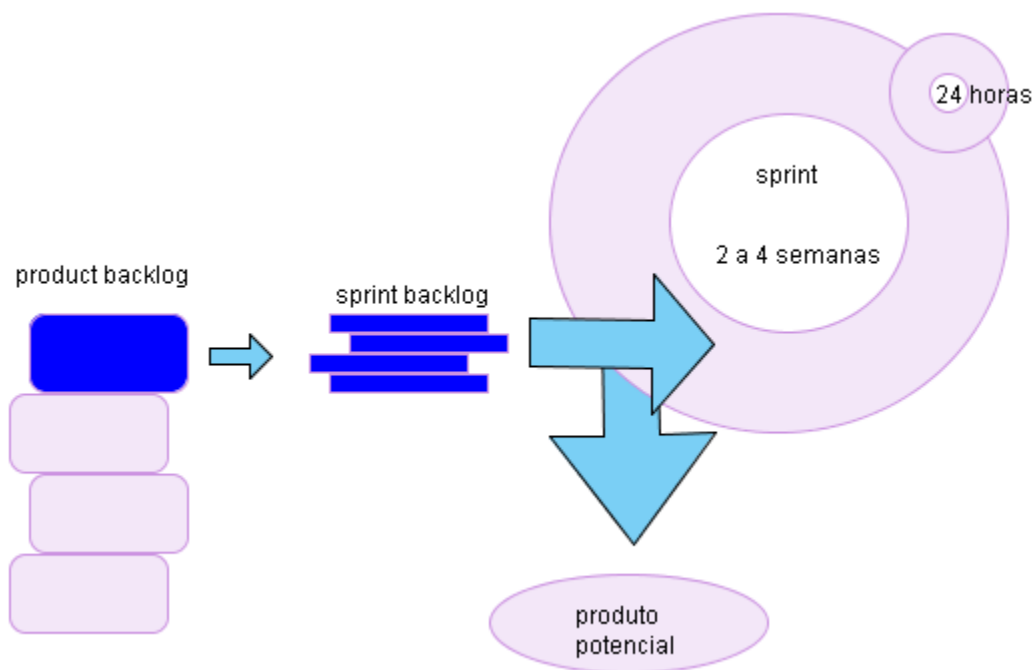 product backlog
sprint backlog
sprint
2 a 4 semanas
24 horas
produto
potencial